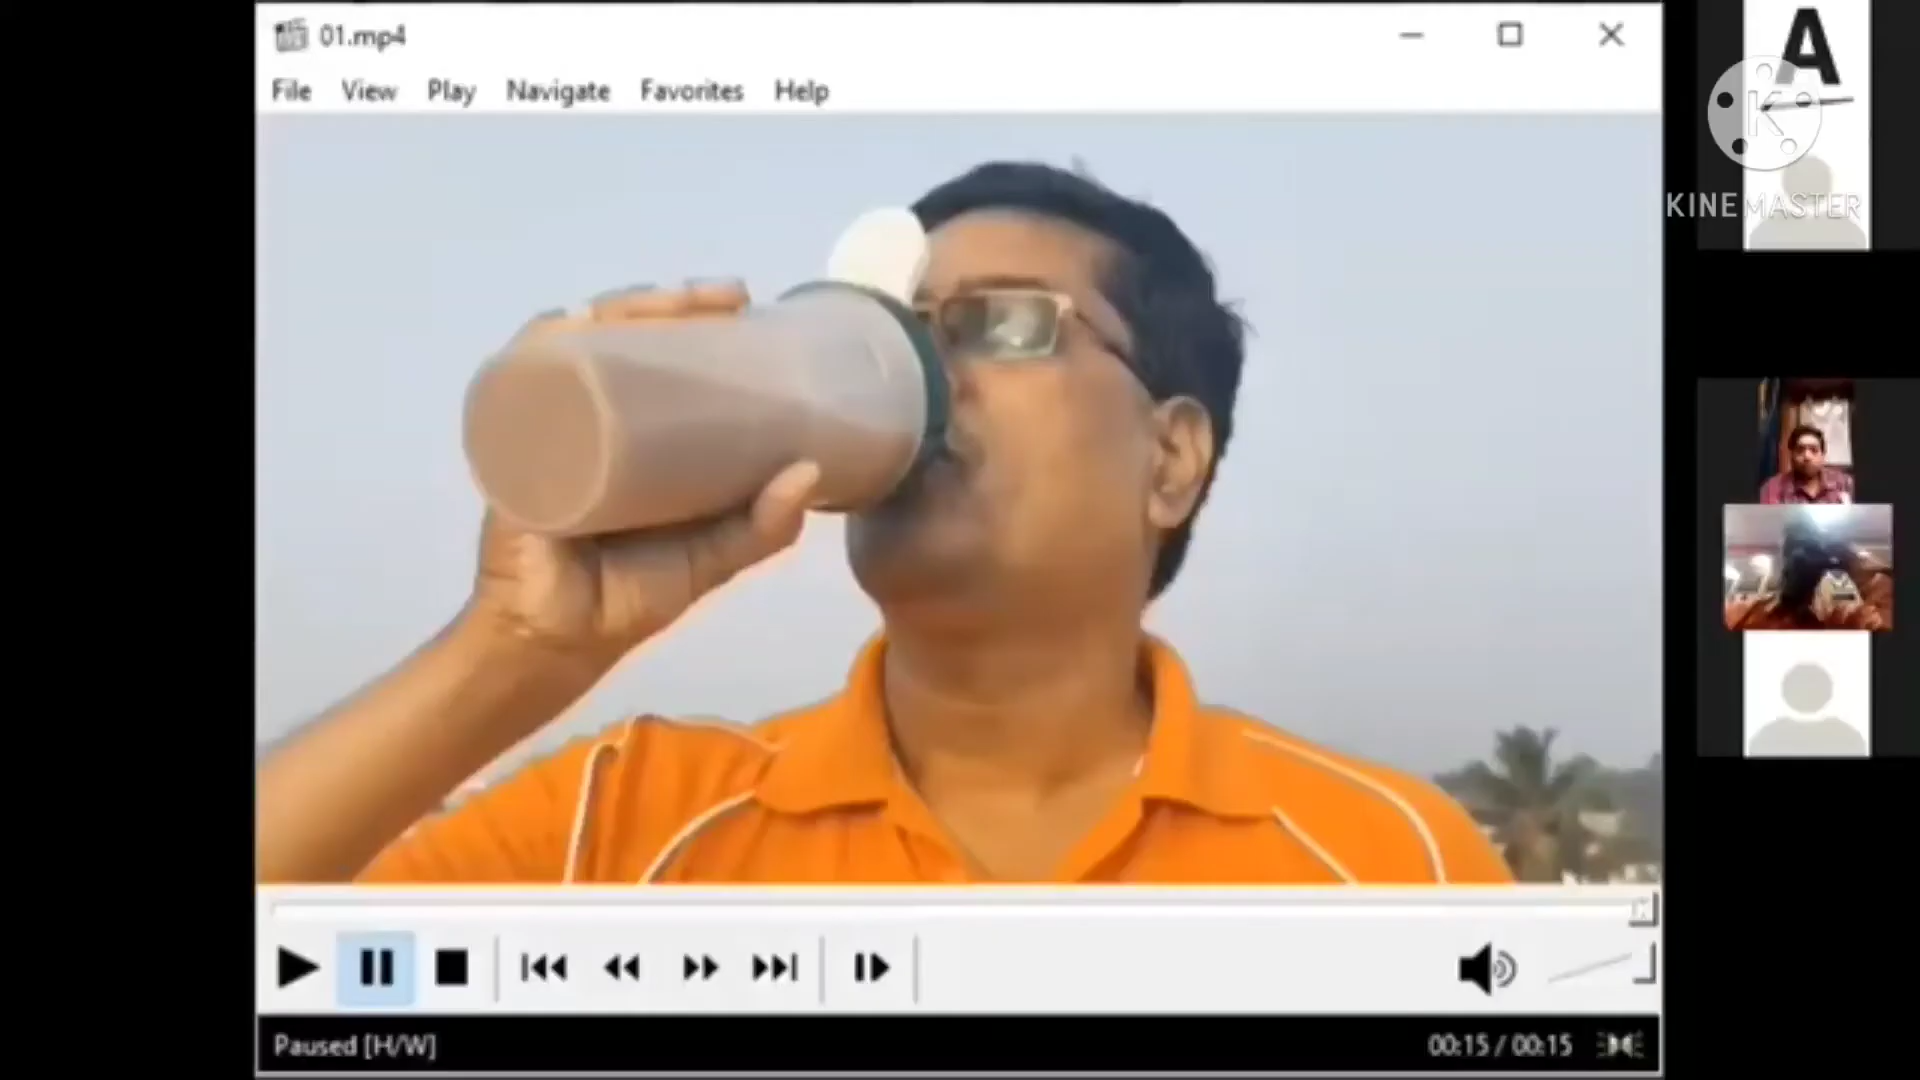 01.mp4
File View Play Navigate Favorites Help
A
K
KINEMASTER
Paused [H/W]
00:15 / 00:15